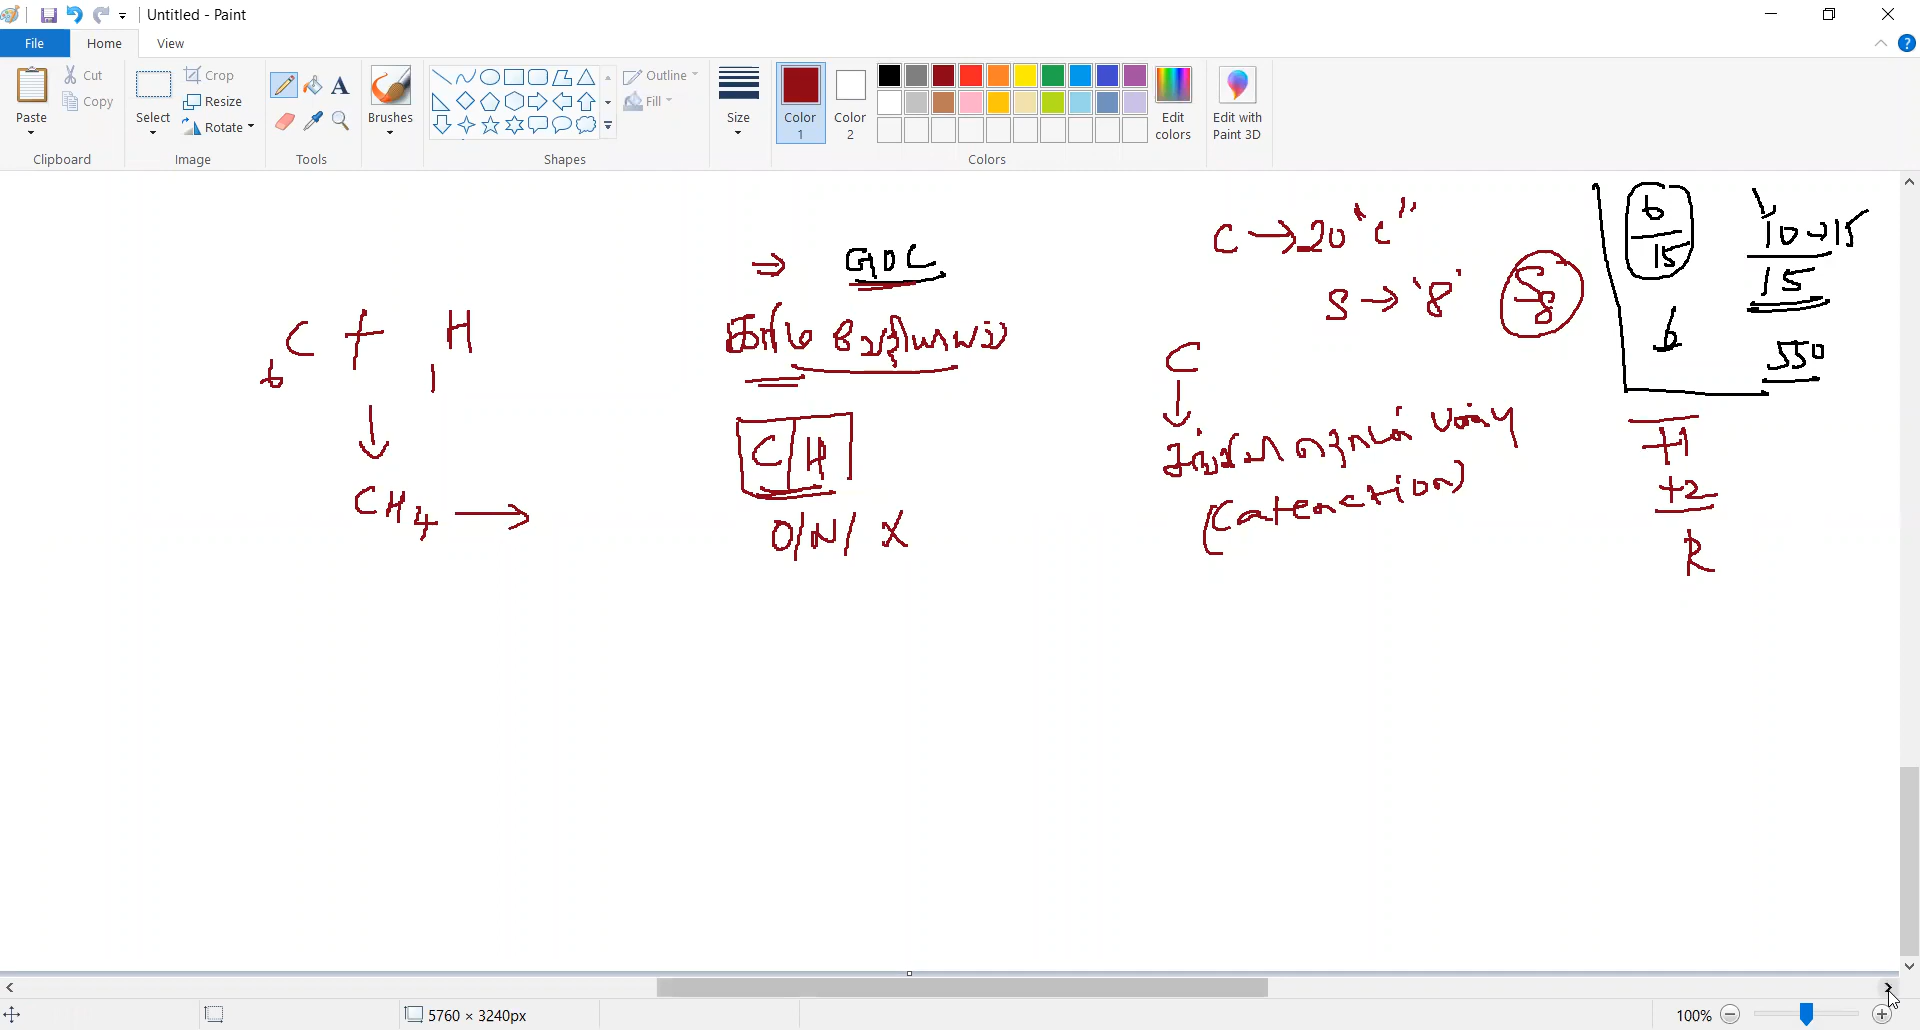 Untitled - Paint
File
Home
View
Paste
Cut
Copy
Clipboard
Select
Crop
Resize
Rotate
Image
Tools
Brushes
Outline
Fill
Shapes
Size
Color 1
Color 2
Edit colors
Colors
Edit with Paint 3D
C + H
6
1
CH4 →
⇒ GOC
C H
O/N/ X
C → 20 "C"
S → '8'
S8
C
(Catenation)
6
15
10→15
15
6
550
+1
+2
R
5760 × 3240px
100%